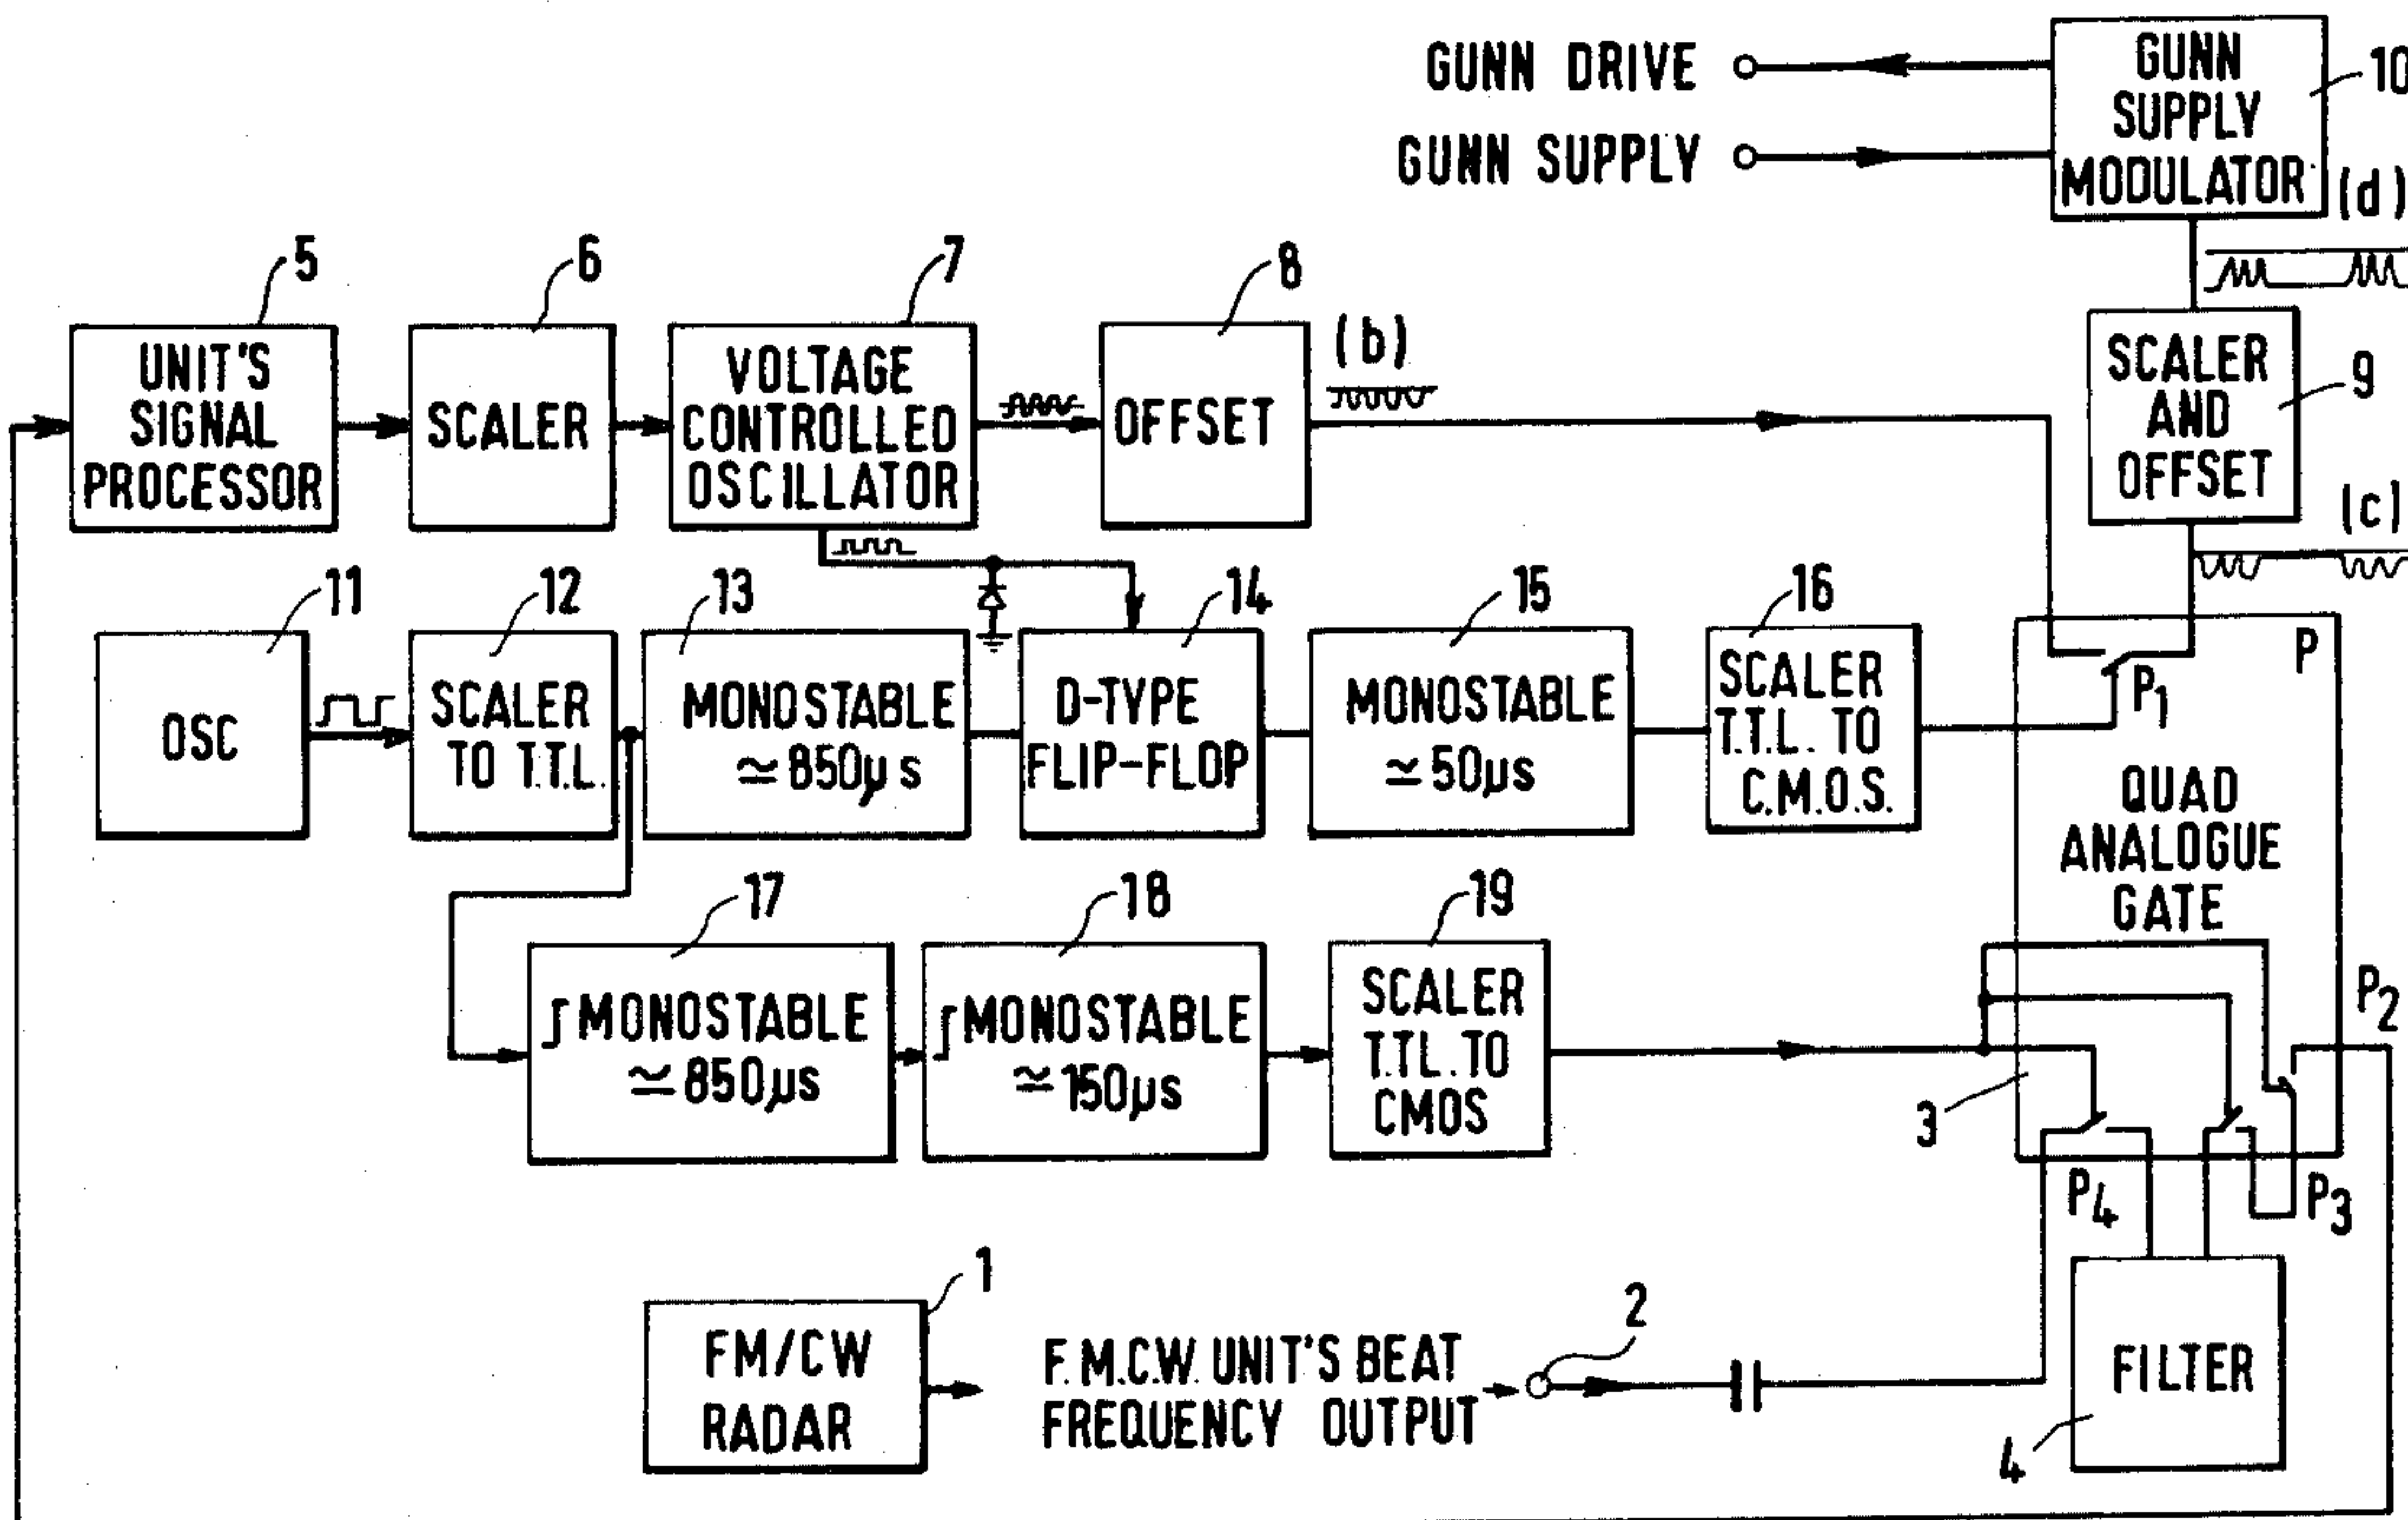 GUNN DRIVE
GUNN SUPPLY
GUNN
SUPPLY
MODULATOR
10
(d)
5
6
7
8
UNIT'S
SIGNAL
PROCESSOR
SCALER
VOLTAGE
CONTROLLED
OSCILLATOR
OFFSET
(b)
SCALER
AND
OFFSET
9
(c)
11
12
13
14
15
16
OSC
SCALER
TO T.T.L.
MONOSTABLE
≃850µs
D-TYPE
FLIP-FLOP
MONOSTABLE
≃50µs
SCALER
T.T.L. TO
C.M.O.S.
P
P1
QUAD
ANALOGUE
GATE
17
18
19
MONOSTABLE
≃850µs
MONOSTABLE
≃150µs
SCALER
T.T.L. TO
CMOS
P2
3
P4
P3
1
FM/CW
RADAR
F.M.C.W. UNIT'S BEAT
FREQUENCY OUTPUT
2
FILTER
4